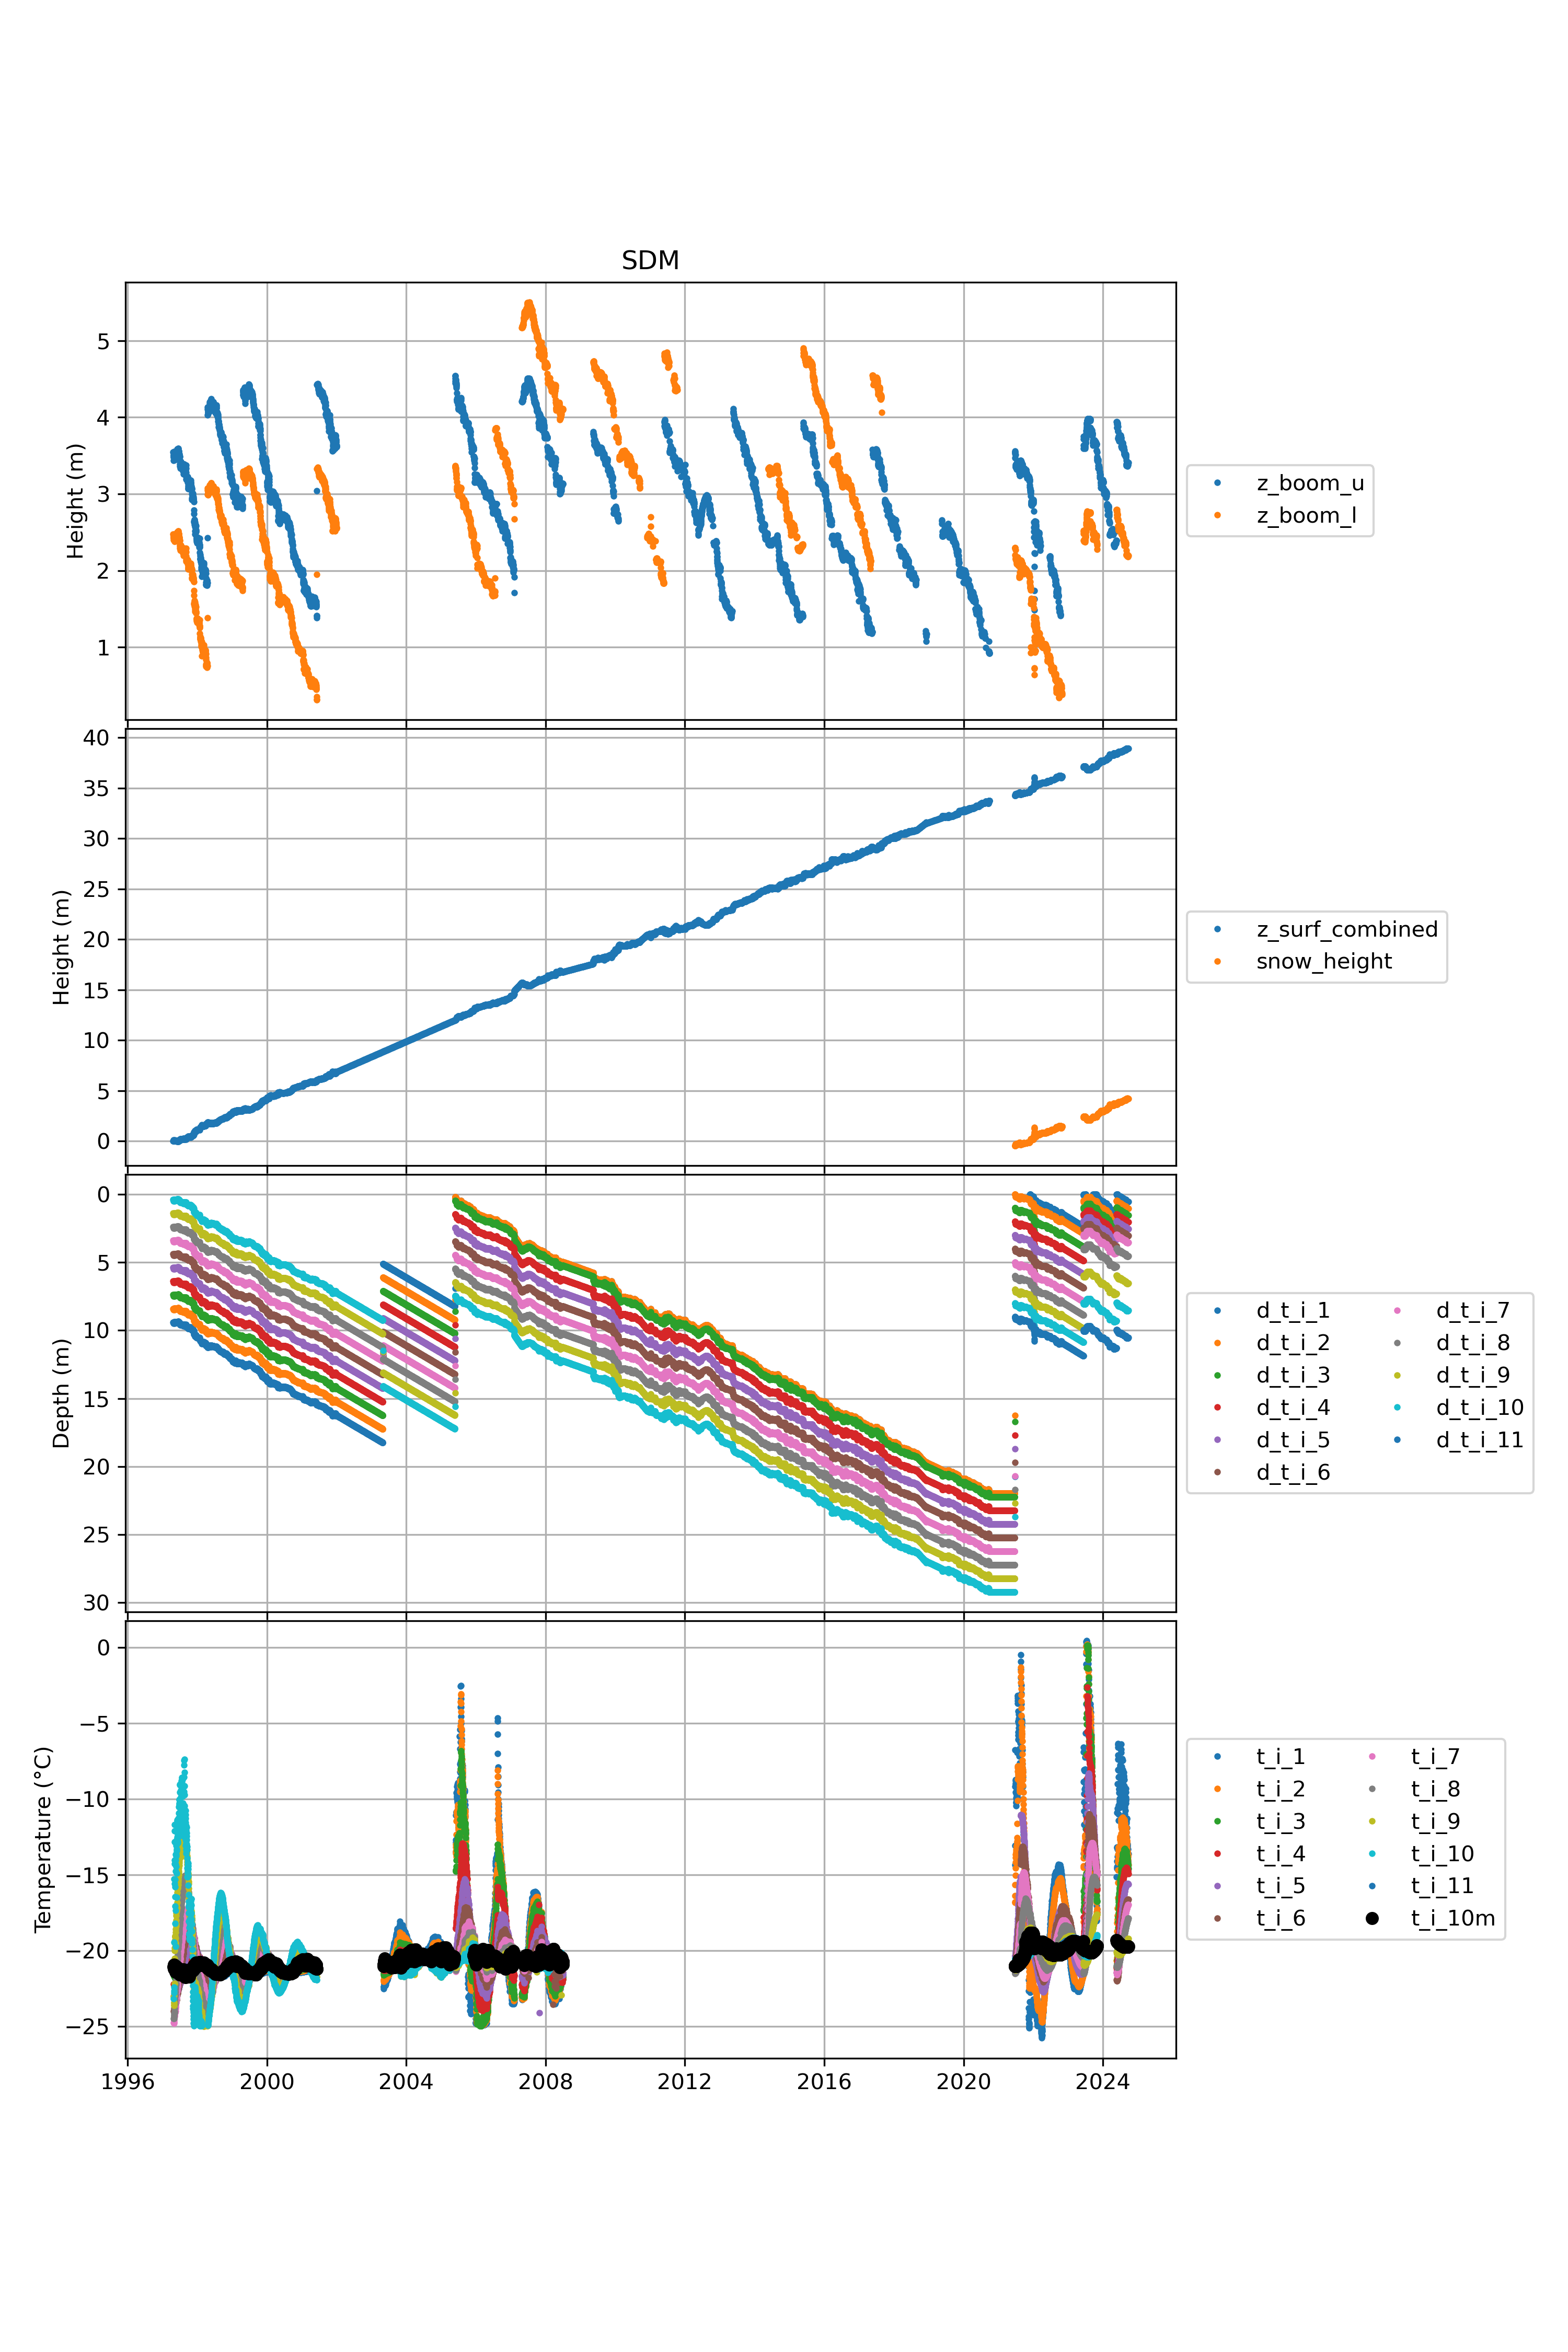 SDM
5
4
3
2
1
Height (m)
z_boom_u
z_boom_l
40
35
30
25
20
15
10
5
0
Height (m)
z_surf_combined
snow_height
0
5
10
15
20
25
30
Depth (m)
d_t_i_1
d_t_i_2
d_t_i_3
d_t_i_4
d_t_i_5
d_t_i_6
d_t_i_7
d_t_i_8
d_t_i_9
d_t_i_10
d_t_i_11
0
−5
−10
−15
−20
−25
Temperature (°C)
t_i_1
t_i_2
t_i_3
t_i_4
t_i_5
t_i_6
t_i_7
t_i_8
t_i_9
t_i_10
t_i_11
t_i_10m
1996 2000 2004 2008 2012 2016 2020 2024